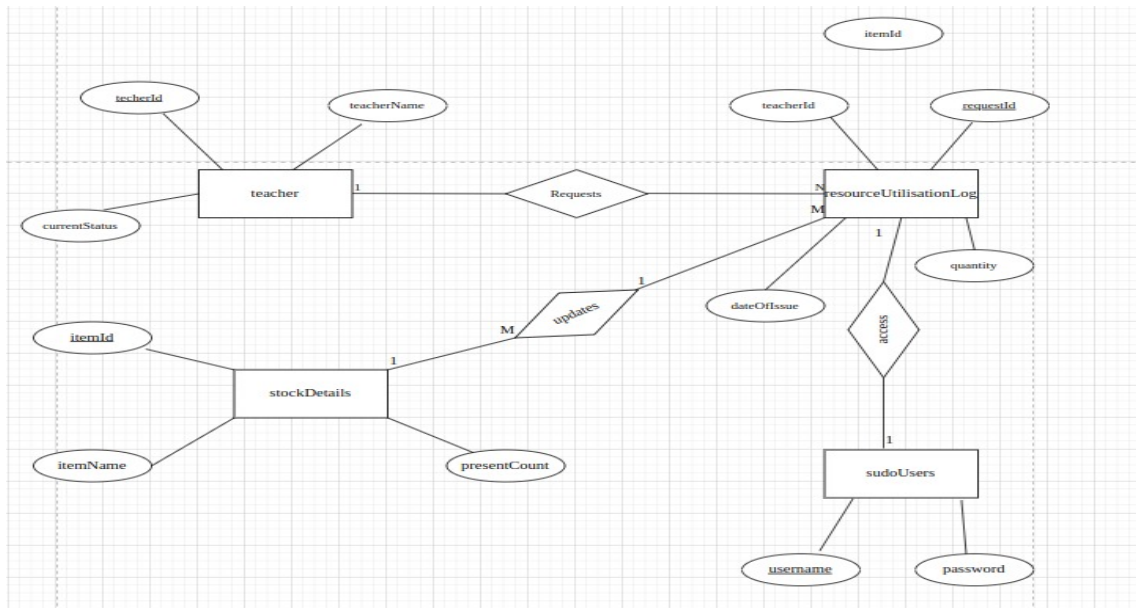 itemId
techerId
teacherName
teacherId
requestId
teacher
1
Requests
N
resourceUtilisationLog
M
currentStatus
1
quantity
1
dateOfIssue
updates
access
itemId
M
1
stockDetails
1
itemName
presentCount
sudoUsers
username
password